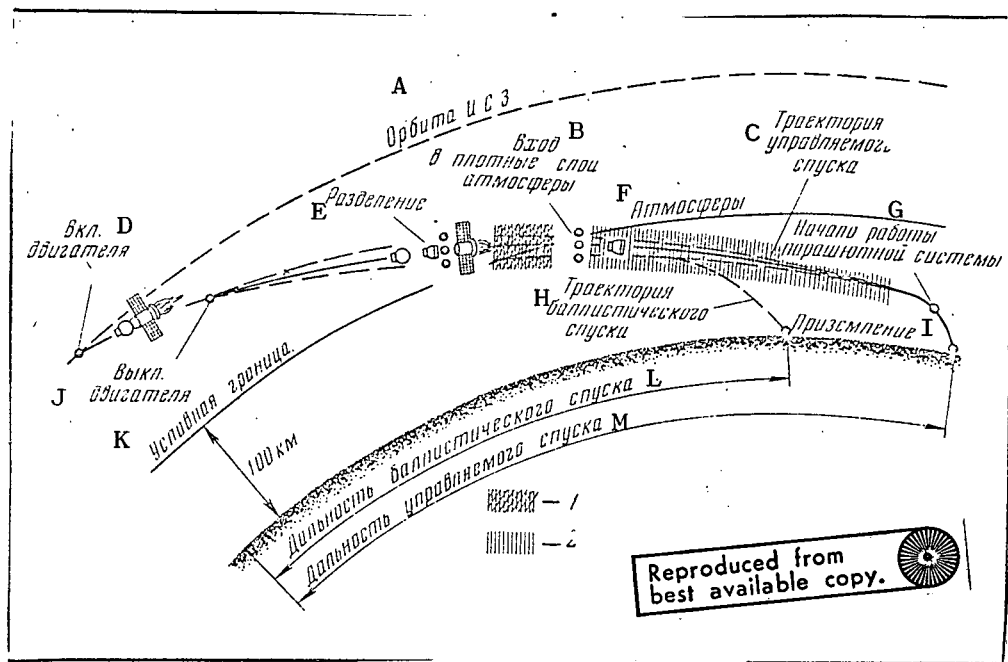 A
Орбита ИСЗ
B
Вход
в плотные слои
атмосферы
C Траектория
управляемого
спуска
D
Вкл.
двигателя
E Разделение
F
Атмосферы
G
Начало работы
парашютной системы
H Траектория
баллистического
спуска
Приземление I
J Выкл.
двигателя
K
Условная граница.
100 км
Дальность баллистического спуска L
Дальность управляемого спуска M
— 1
— 2
Reproduced from
best available copy.